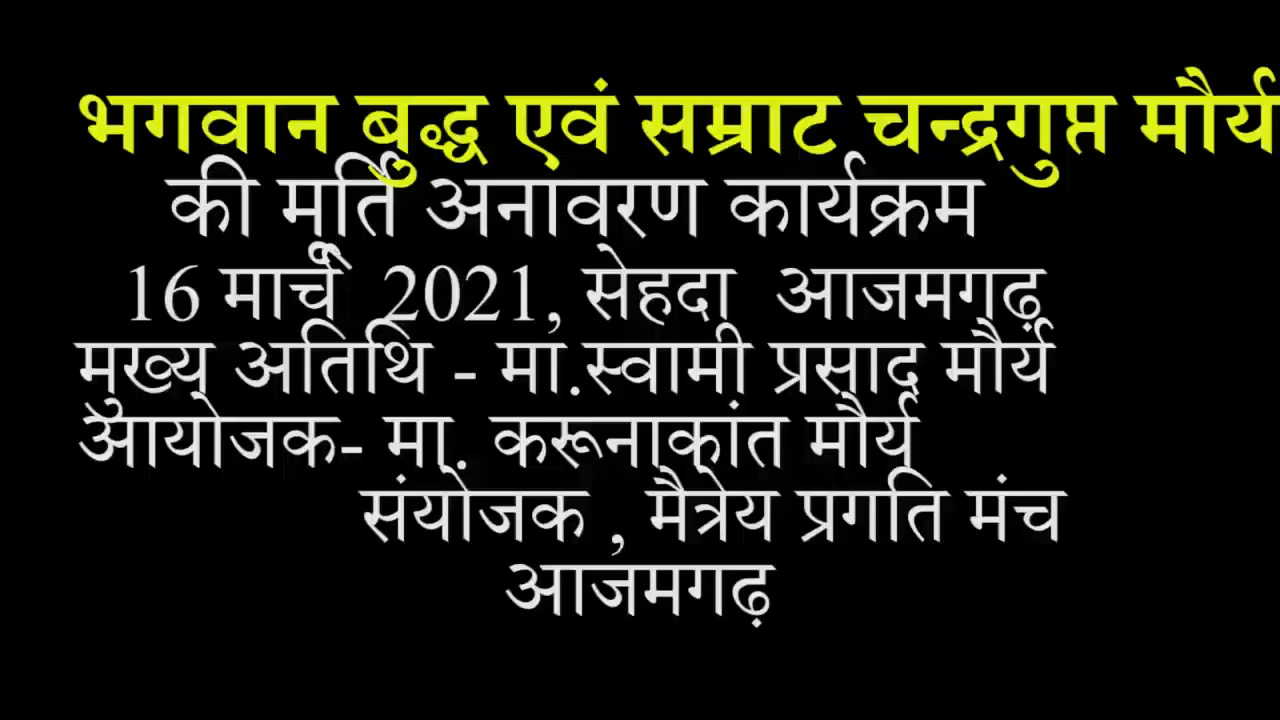 भगवान बुद्ध एवं सम्राट चन्द्रगुप्त मौर्य
की मूर्ति अनावरण कार्यक्रम
16 मार्च 2021, सेहदा आजमगढ़
मुख्य अतिथि - मा.स्वामी प्रसाद मौर्य
आयोजक- मा. करूनाकांत मौर्य
संयोजक , मैत्रेय प्रगति मंच
आजमगढ़